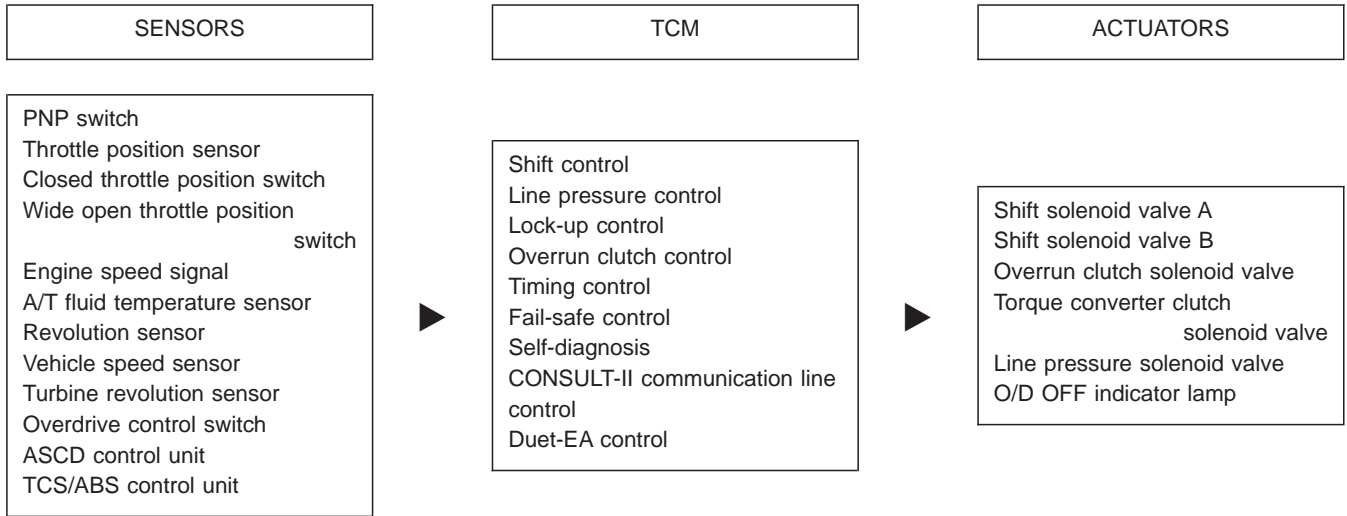 SENSORS
TCM
ACTUATORS
PNP switch
Throttle position sensor
Closed throttle position switch
Wide open throttle position
switch
Engine speed signal
A/T fluid temperature sensor
Revolution sensor
Vehicle speed sensor
Turbine revolution sensor
Overdrive control switch
ASCD control unit
TCS/ABS control unit
Shift control
Line pressure control
Lock-up control
Overrun clutch control
Timing control
Fail-safe control
Self-diagnosis
CONSULT-II communication line
control
Duet-EA control
Shift solenoid valve A
Shift solenoid valve B
Overrun clutch solenoid valve
Torque converter clutch
solenoid valve
Line pressure solenoid valve
O/D OFF indicator lamp